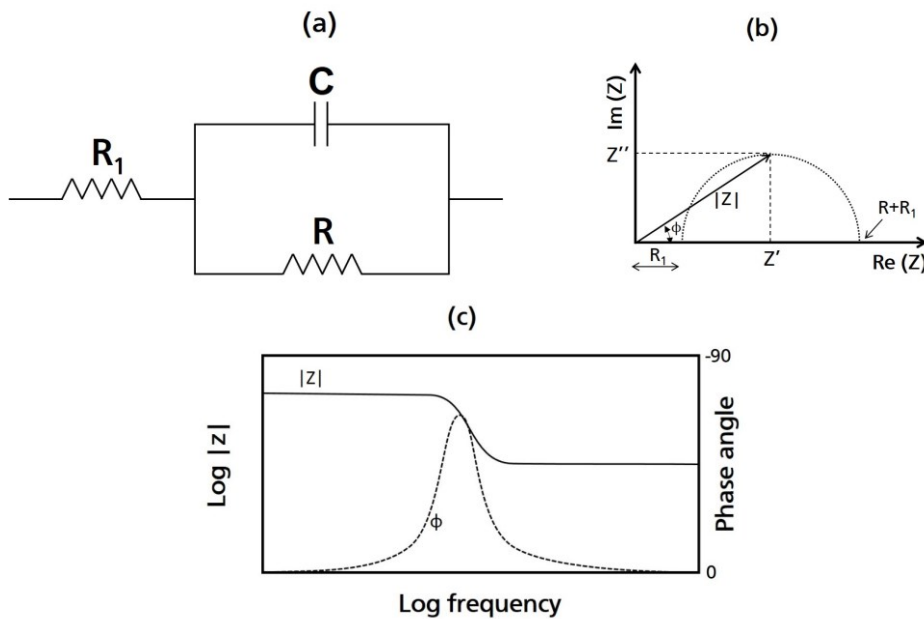 (a)
C
R₁
R
(b)
Im (Z)
Z''
|Z|
ϕ
R+R₁
R₁
Z'
Re (Z)
(c)
|Z|
-90
Log |z|
ϕ
Phase angle
0
Log frequency